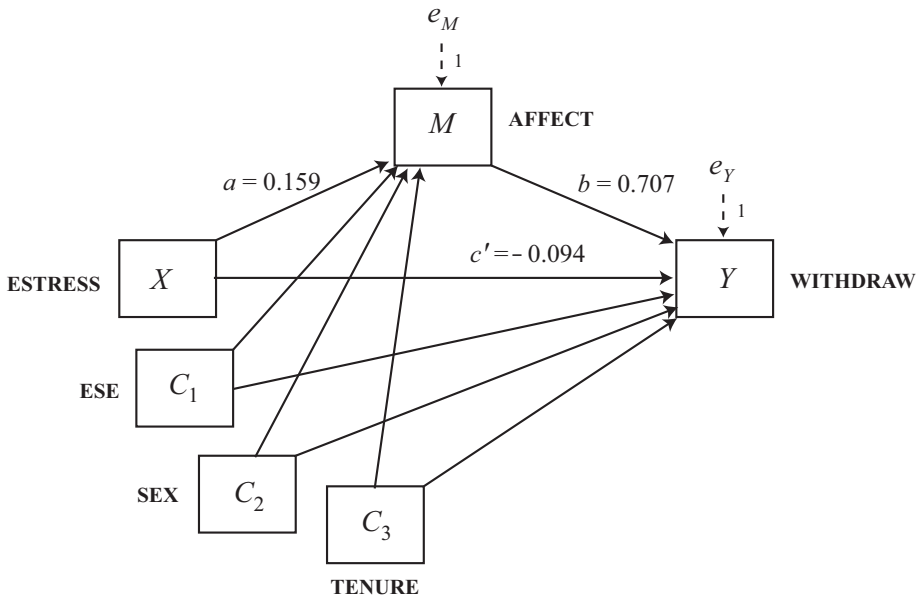 e_M
1
M
AFFECT
a = 0.159
b = 0.707
e_Y
1
ESTRESS
X
c′ = – 0.094
Y
WITHDRAW
ESE
C_1
SEX
C_2
C_3
TENURE